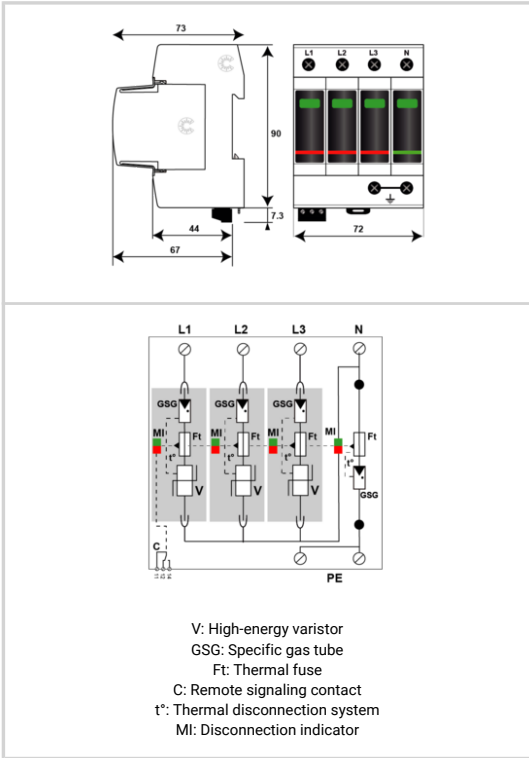 73
L1 L2 L3 N
90
44
7.3
67
72
L1 L2 L3 N
GSG GSG GSG
MI MI MI MI
Ft Ft Ft Ft
t° t° t° t°
GSG
V V V
C
PE
V: High-energy varistor
GSG: Specific gas tube
Ft: Thermal fuse
C: Remote signaling contact
t°: Thermal disconnection system
MI: Disconnection indicator